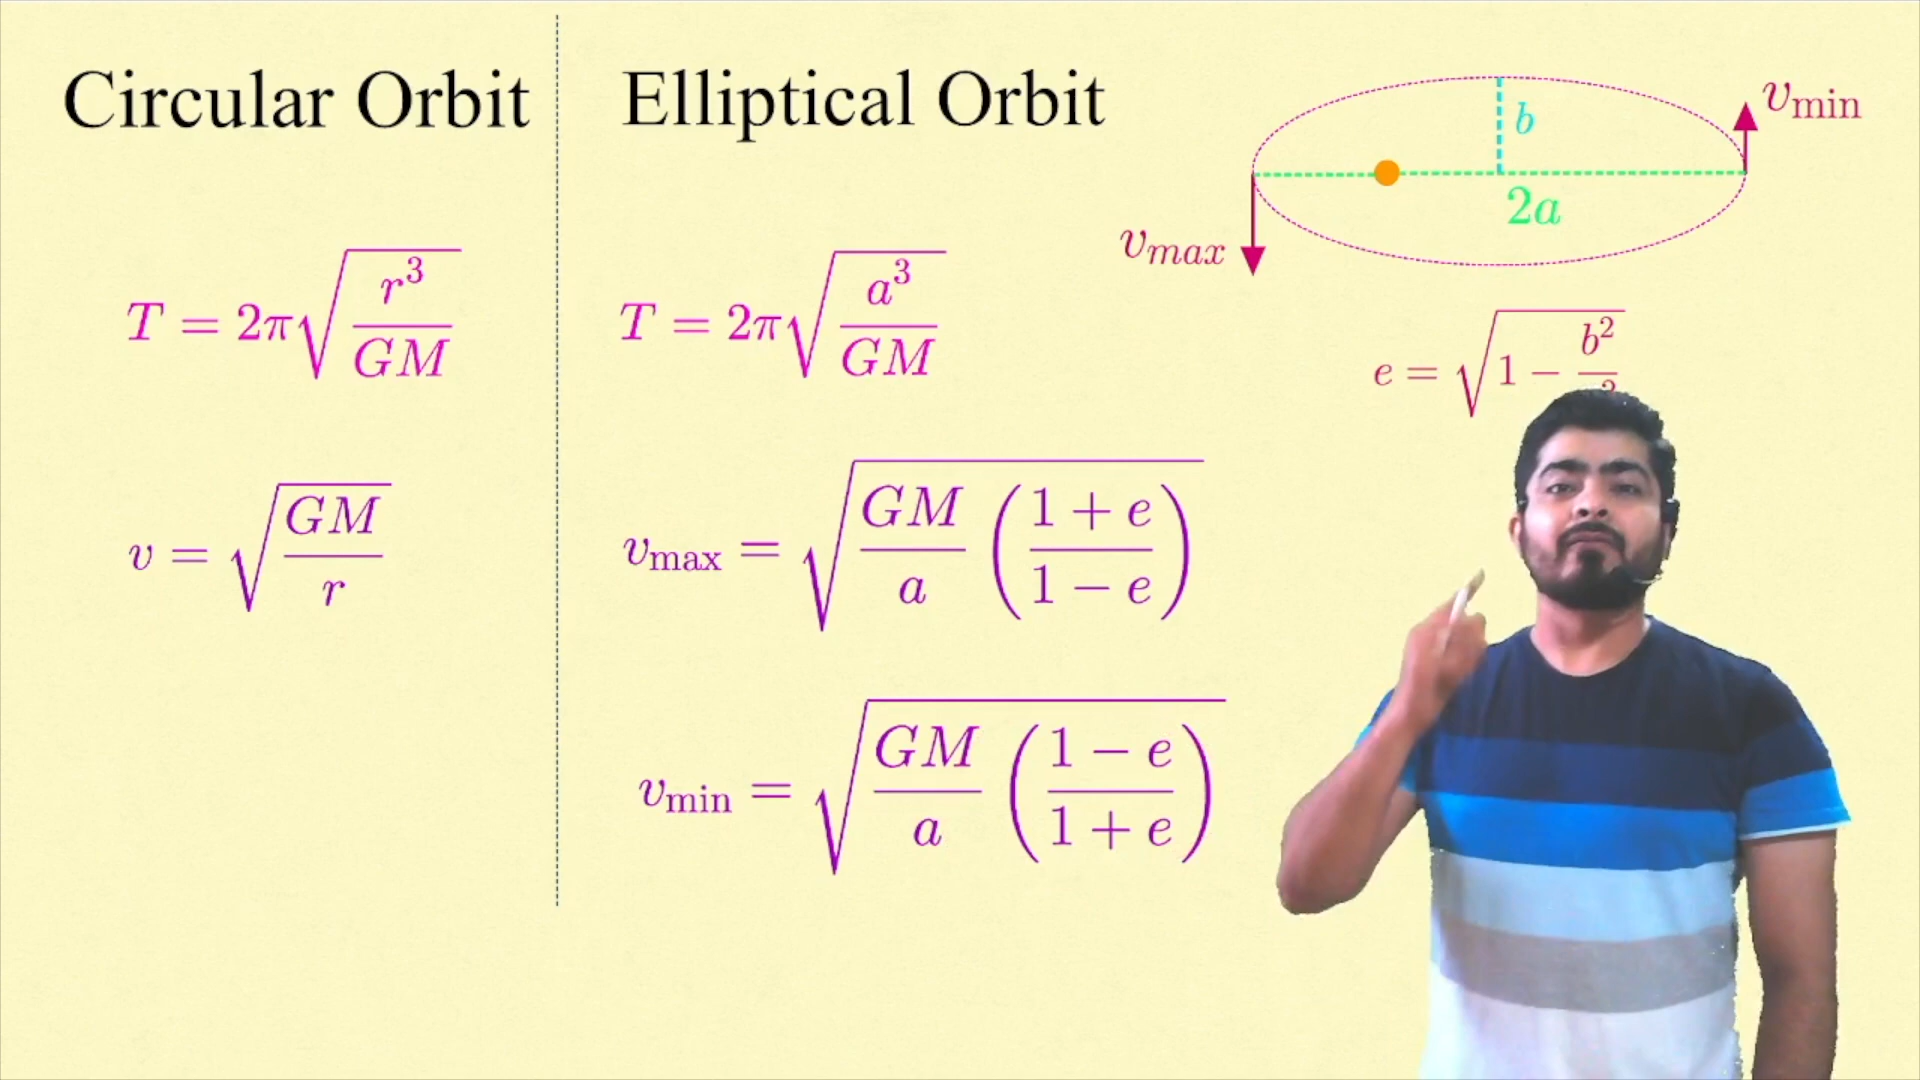 Circular Orbit
T = 2π√(r³/GM)
v = √(GM/r)
Elliptical Orbit
T = 2π√(a³/GM)
v_max = √(GM/a ((1 + e)/(1 − e)))
v_min = √(GM/a ((1 − e)/(1 + e)))
v_min
b
2a
v_max
e = √(1 − b²/